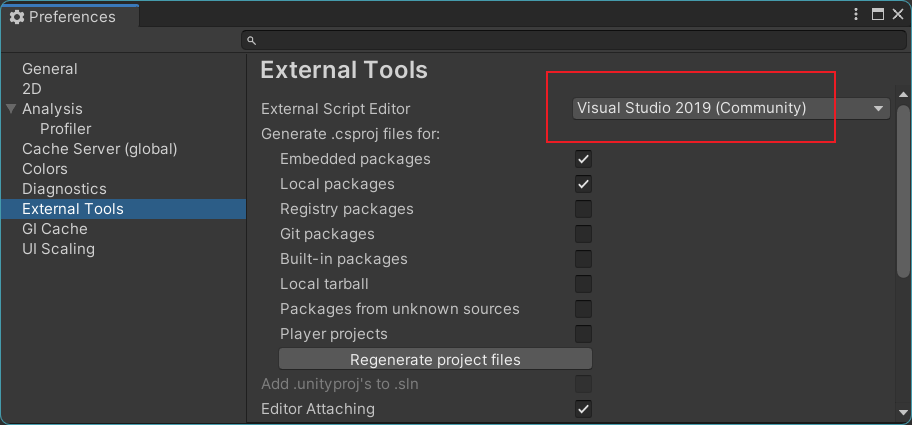 Preferences
General
2D
Analysis
Profiler
Cache Server (global)
Colors
Diagnostics
External Tools
GI Cache
UI Scaling
External Tools
External Script Editor
Visual Studio 2019 (Community)
Generate .csproj files for:
Embedded packages
Local packages
Registry packages
Git packages
Built-in packages
Local tarball
Packages from unknown sources
Player projects
Regenerate project files
Add .unityproj's to .sln
Editor Attaching